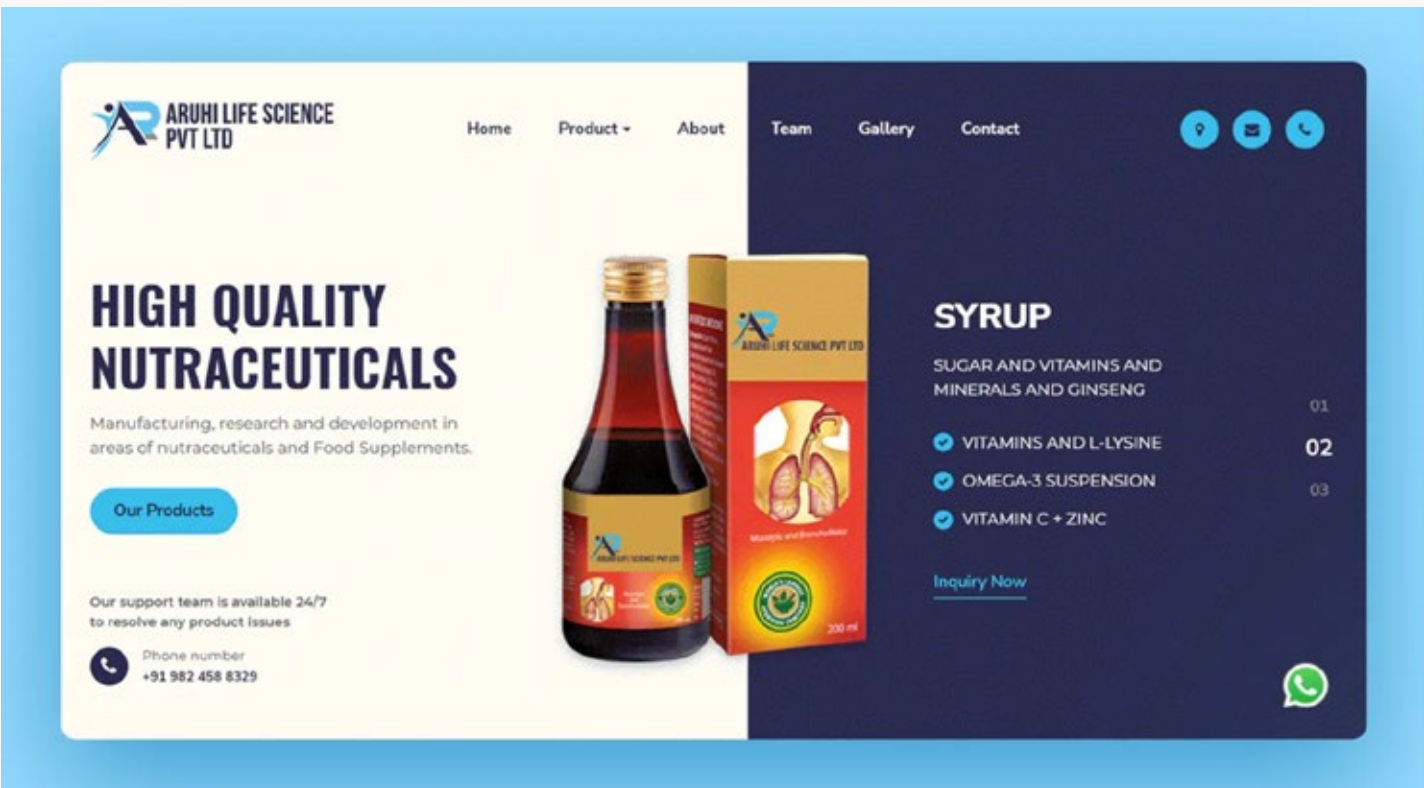 ARUHI LIFE SCIENCE
PVT LTD
Home
Product
About
Team
Gallery
Contact
HIGH QUALITY
NUTRACEUTICALS
Manufacturing, research and development in
areas of nutraceuticals and Food Supplements.
Our Products
Our support team is available 24/7
to resolve any product issues
Phone number
+91 982 458 8329
ARUHI LIFE SCIENCE PVT LTD
ARUHI LIFE SCIENCE PVT LTD
Mucolytic and Bronchodilator
200 ml
SYRUP
SUGAR AND VITAMINS AND
MINERALS AND GINSENG
VITAMINS AND L-LYSINE
OMEGA-3 SUSPENSION
VITAMIN C + ZINC
Inquiry Now
01
02
03